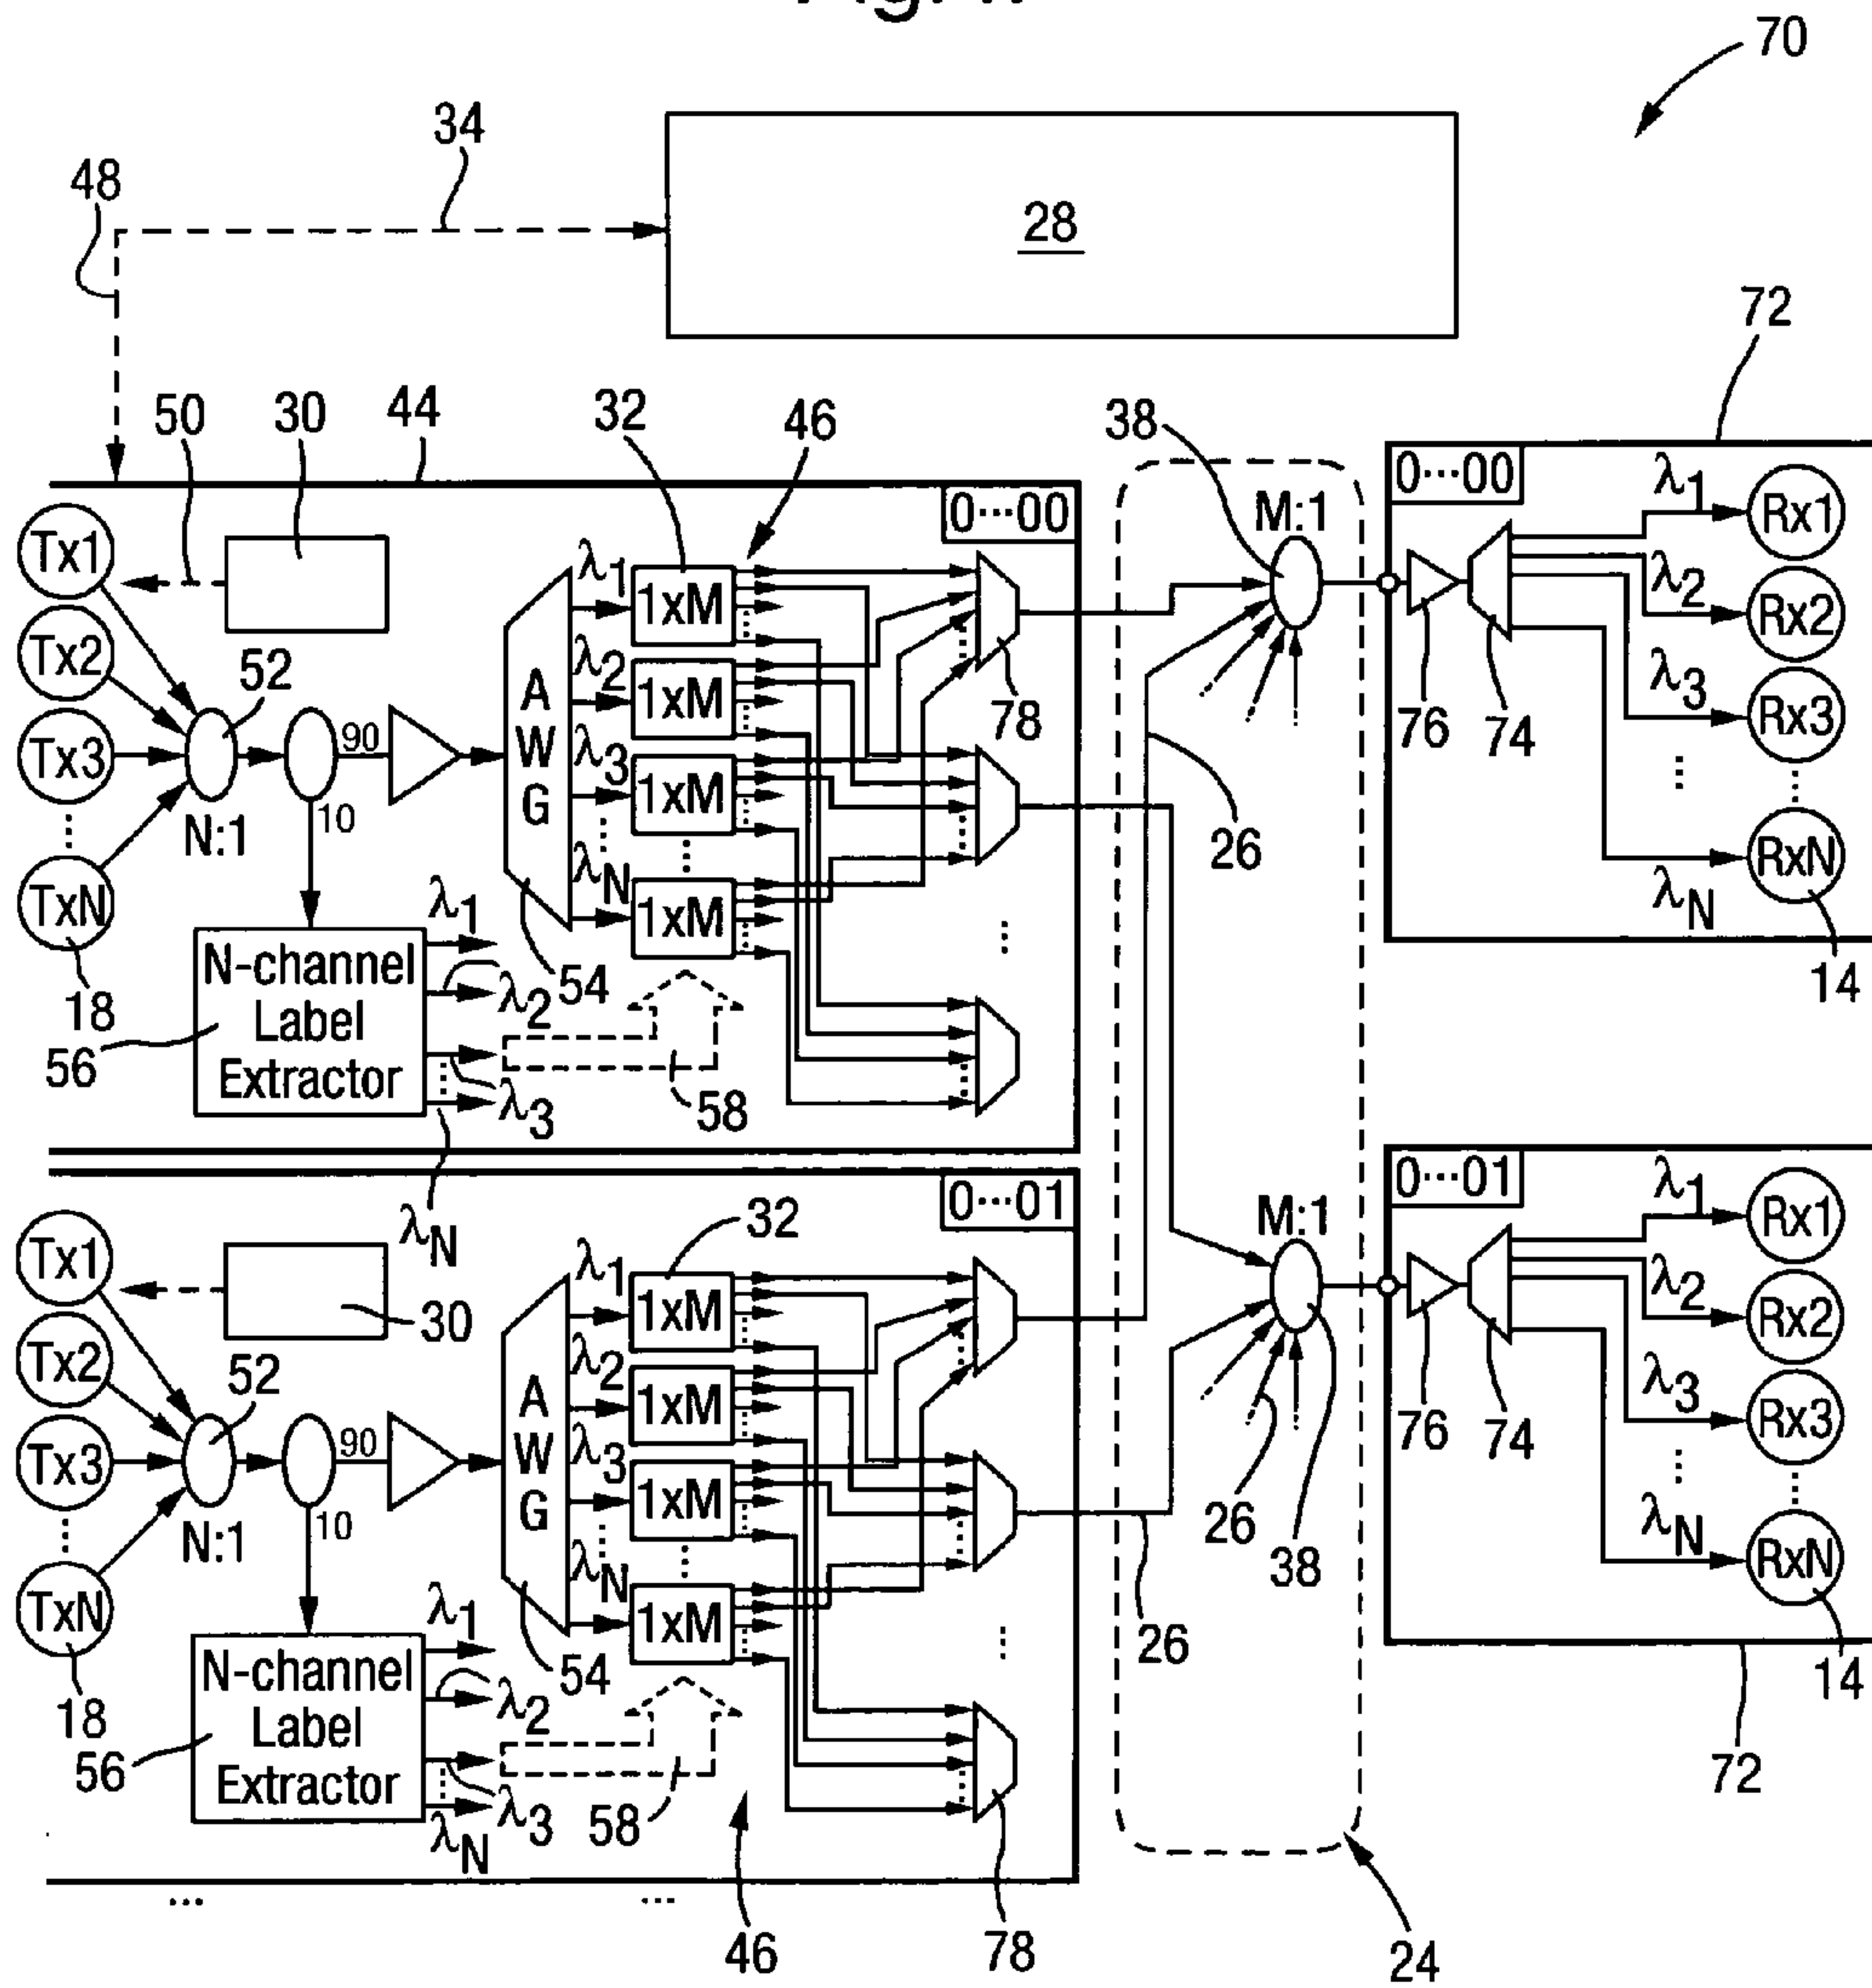 70
34
48
28
72
50
30
44
32
46
38
0···00
0···00
M:1
λ1
Rx1
Tx1
λ1
1xM
λ2
Rx2
Tx2
52
λ2
1xM
78
76
74
λ3
Rx3
Tx3
90
A
W
G
λ3
1xM
26
N:1
10
λN
1xM
RxN
λN
TxN
λ1
18
N-channel
Label
Extractor
λ2
54
14
56
λ3
58
λN
0···01
0···01
32
M:1
λ1
Rx1
Tx1
30
λ1
1xM
λ2
Rx2
Tx2
52
λ2
1xM
76
74
λ3
Rx3
Tx3
90
A
W
G
λ3
1xM
26
38
N:1
10
λN
1xM
λN
RxN
TxN
λ1
26
18
N-channel
Label
Extractor
λ2
54
14
56
λ3
58
72
λN
46
78
24